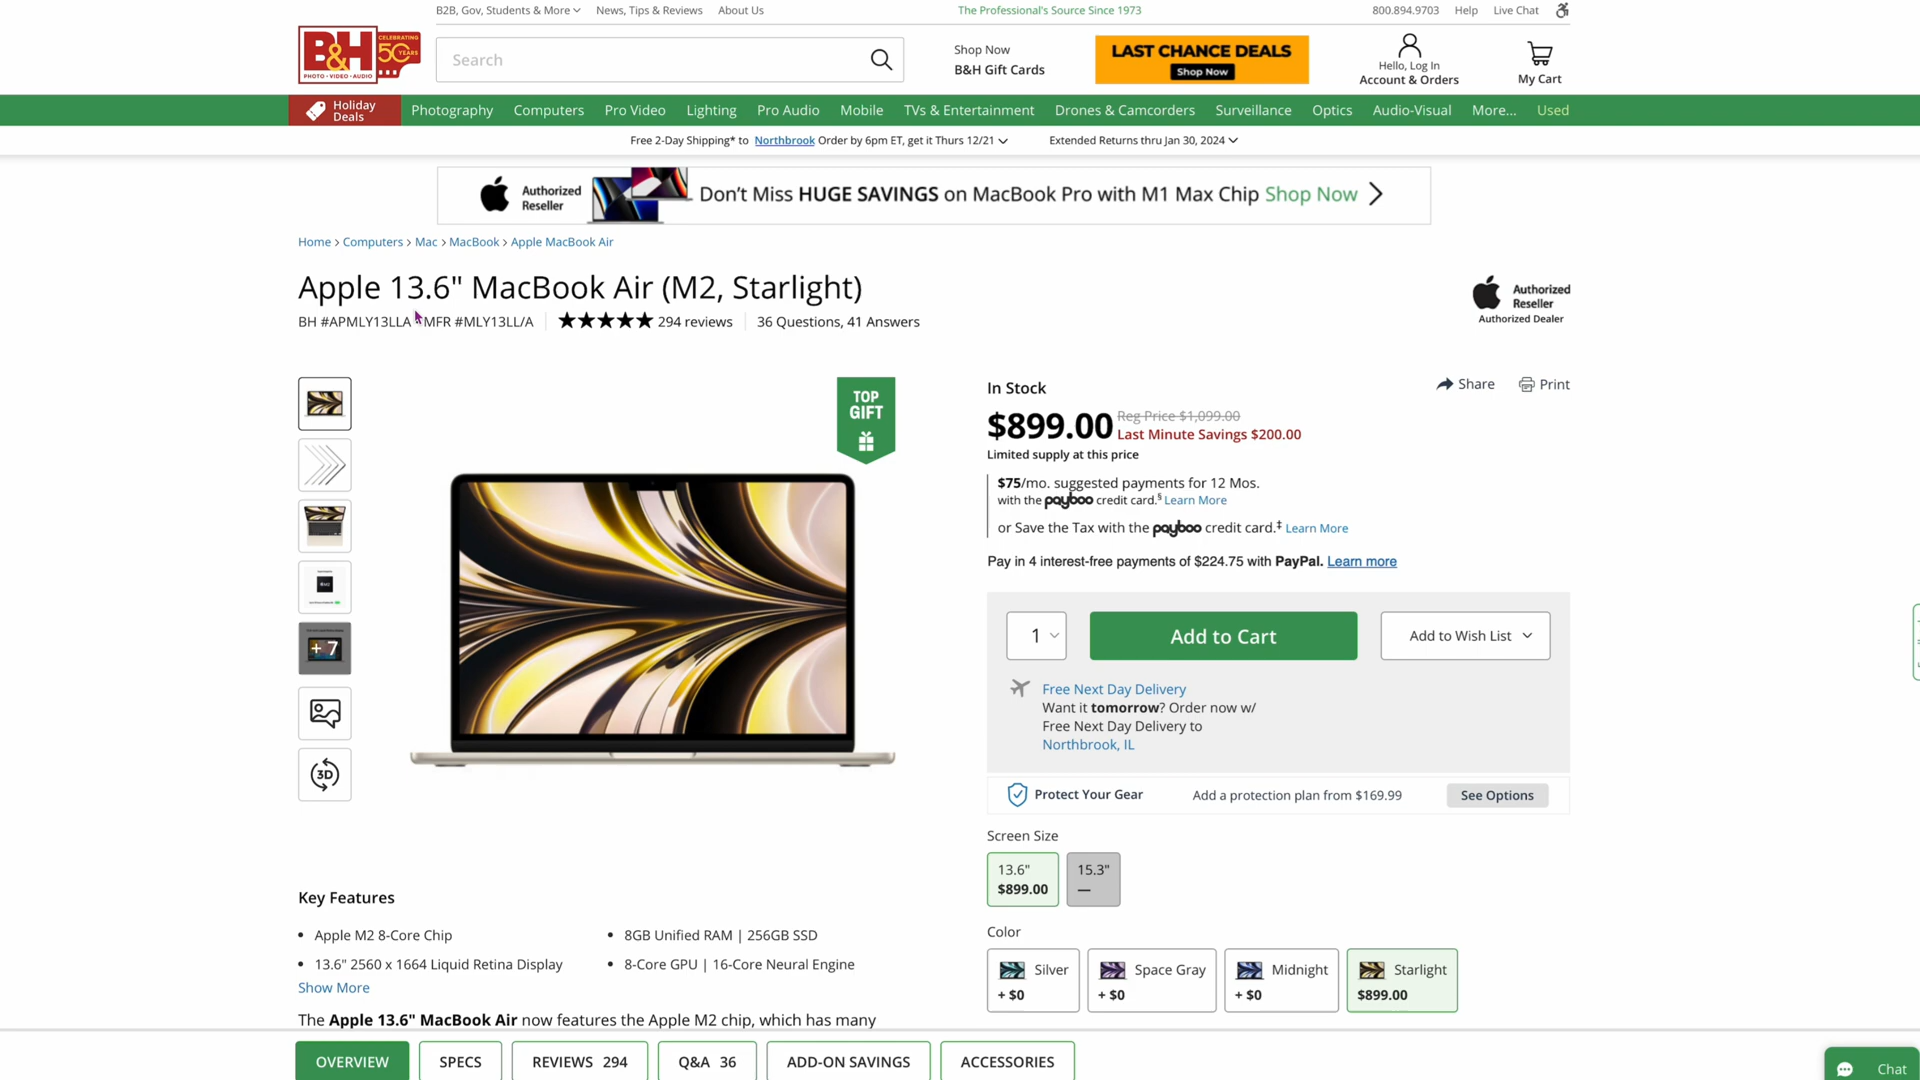 B2B, Gov, Students & More
News, Tips & Reviews
About Us
The Professional's Source Since 1973
800.894.9703
Help
Live Chat
B&H
PHOTO • VIDEO • AUDIO
CELEBRATING
50 YEARS
Search
Shop Now
B&H Gift Cards
LAST CHANCE DEALS
Shop Now
Hello, Log In
Account & Orders
My Cart
Holiday
Deals
Photography
Computers
Pro Video
Lighting
Pro Audio
Mobile
TVs & Entertainment
Drones & Camcorders
Surveillance
Optics
Audio-Visual
More...
Used
Free 2-Day Shipping* to Northbrook Order by 6pm ET, get it Thurs 12/21
Extended Returns thru Jan 30, 2024
Authorized
Reseller
Don't Miss HUGE SAVINGS on MacBook Pro with M1 Max Chip Shop Now
Home > Computers > Mac > MacBook > Apple MacBook Air
Apple 13.6" MacBook Air (M2, Starlight)
BH #APMLY13LLA MFR #MLY13LL/A
294 reviews
36 Questions, 41 Answers
Authorized
Reseller
Authorized Dealer
TOP
GIFT
+ 7
3D
In Stock
Share
Print
$899.00
Reg Price $1,099.00
Last Minute Savings $200.00
Limited supply at this price
$75/mo. suggested payments for 12 Mos.
with the payboo credit card.§ Learn More
or Save the Tax with the payboo credit card.‡ Learn More
Pay in 4 interest-free payments of $224.75 with PayPal. Learn more
1
Add to Cart
Add to Wish List
Free Next Day Delivery
Want it tomorrow? Order now w/
Free Next Day Delivery to
Northbrook, IL
Protect Your Gear
Add a protection plan from $169.99
See Options
Screen Size
13.6"
$899.00
15.3"
—
Color
Silver
+ $0
Space Gray
+ $0
Midnight
+ $0
Starlight
$899.00
Key Features
• Apple M2 8-Core Chip
• 8GB Unified RAM | 256GB SSD
• 13.6" 2560 x 1664 Liquid Retina Display
• 8-Core GPU | 16-Core Neural Engine
Show More
The Apple 13.6" MacBook Air now features the Apple M2 chip, which has many
OVERVIEW
SPECS
REVIEWS 294
Q&A 36
ADD-ON SAVINGS
ACCESSORIES
Chat